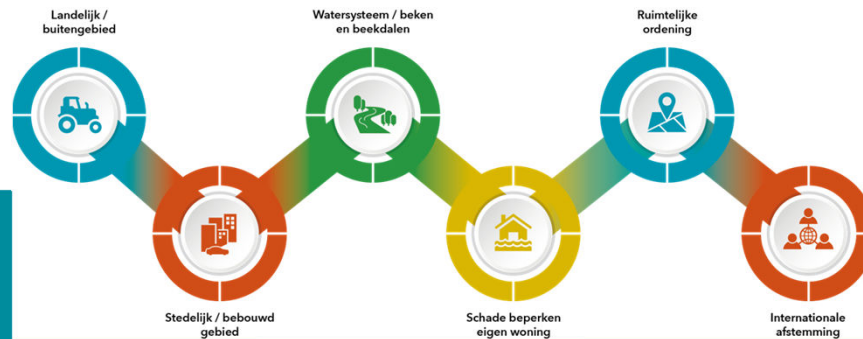 Landelijk /
buitengebied
Watersysteem / beken
en beekdalen
Ruimtelijke
ordening
Stedelijk / bebouwd
gebied
Schade beperken
eigen woning
Internationale
afstemming